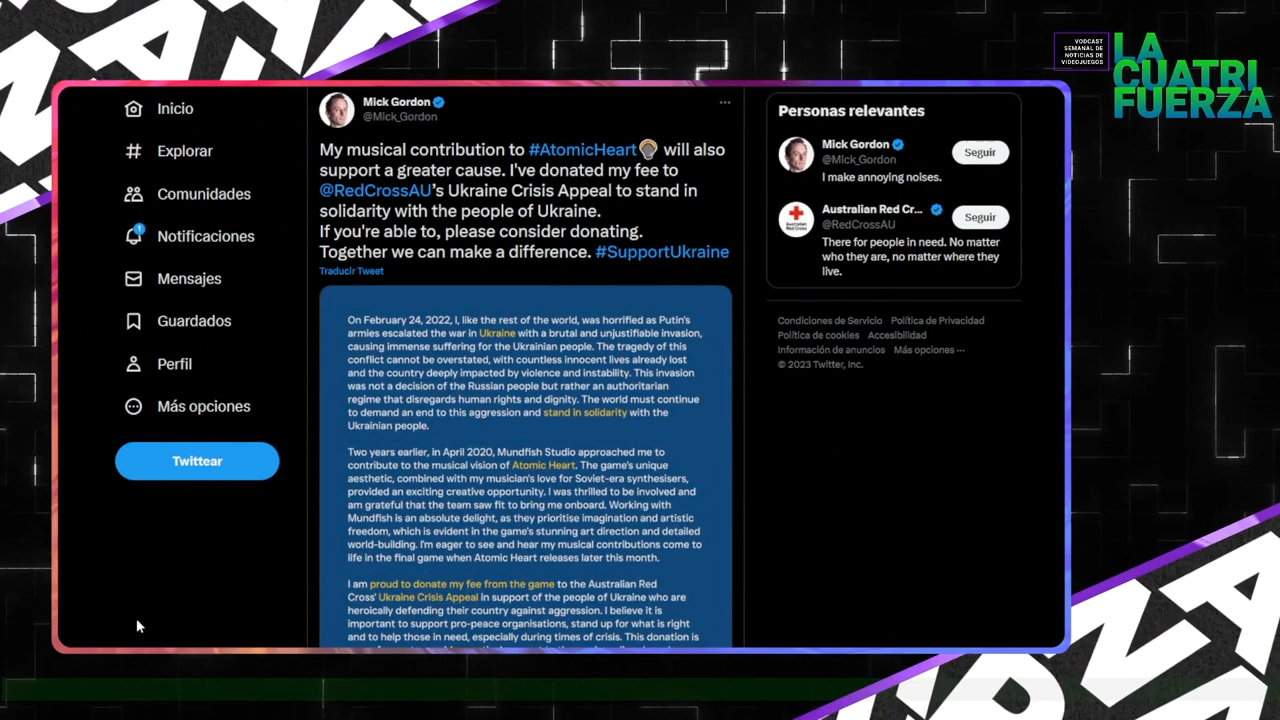 VODCAST
SEMANAL DE
NOTICIAS DE
VIDEOJUEGOS
LA
CUATRI
FUERZA
Inicio
Explorar
Comunidades
1
Notificaciones
Mensajes
Guardados
Perfil
Más opciones
Twittear
Mick Gordon
@Mick_Gordon
My musical contribution to #AtomicHeart will also
support a greater cause. I've donated my fee to
@RedCrossAU's Ukraine Crisis Appeal to stand in
solidarity with the people of Ukraine.
If you're able to, please consider donating.
Together we can make a difference. #SupportUkraine
Traducir Tweet
On February 24, 2022, I, like the rest of the world, was horrified as Putin's
armies escalated the war in Ukraine with a brutal and unjustifiable invasion,
causing immense suffering for the Ukrainian people. The tragedy of this
conflict cannot be overstated, with countless innocent lives already lost
and the country deeply impacted by violence and instability. This invasion
was not a decision of the Russian people but rather an authoritarian
regime that disregards human rights and dignity. The world must continue
to demand an end to this aggression and stand in solidarity with the
Ukrainian people.
Two years earlier, in April 2020, Mundfish Studio approached me to
contribute to the musical vision of Atomic Heart. The game's unique
aesthetic, combined with my musician's love for Soviet-era synthesisers,
provided an exciting creative opportunity. I was thrilled to be involved and
am grateful that the team saw fit to bring me onboard. Working with
Mundfish is an absolute delight, as they prioritise imagination and artistic
freedom, which is evident in the game's stunning art direction and detailed
world-building. I'm eager to see and hear my musical contributions come to
life in the final game when Atomic Heart releases later this month.
I am proud to donate my fee from the game to the Australian Red
Cross' Ukraine Crisis Appeal in support of the people of Ukraine who are
heroically defending their country against aggression. I believe it is
important to support pro-peace organisations, stand up for what is right
and to help those in need, especially during times of crisis. This donation is
Personas relevantes
Mick Gordon
@Mick_Gordon
Seguir
I make annoying noises.
Australian Red Cr...
@RedCrossAU
Seguir
There for people in need. No matter
who they are, no matter where they
live.
Condiciones de Servicio Política de Privacidad
Política de cookies Accesibilidad
Información de anuncios Más opciones ···
© 2023 Twitter, Inc.